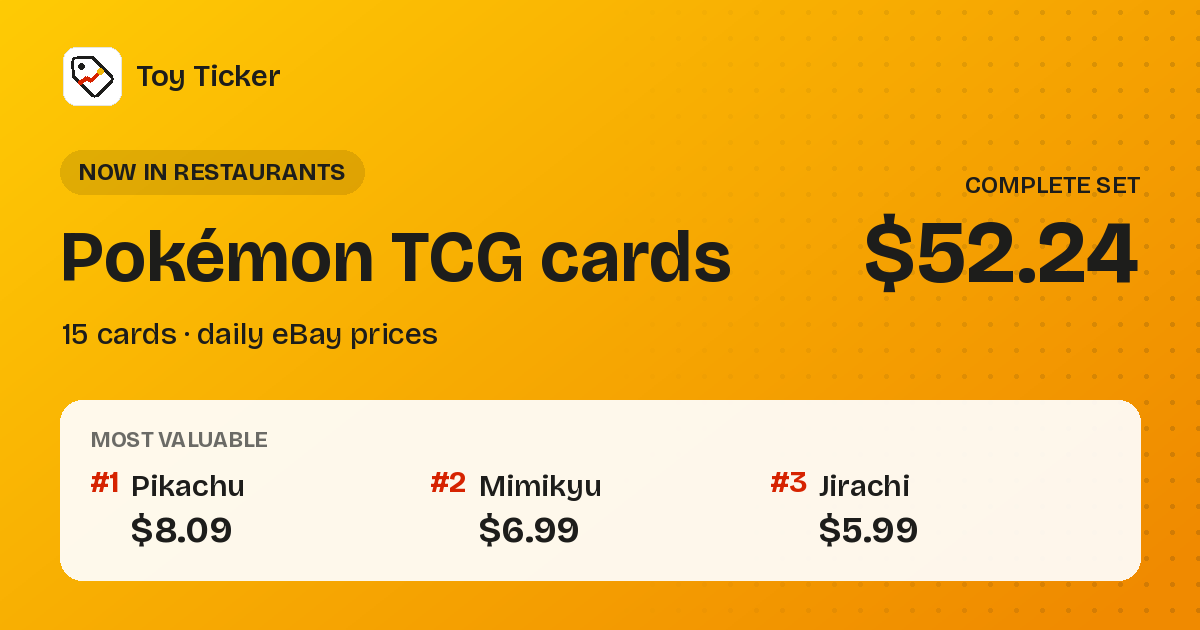 Toy Ticker
NOW IN RESTAURANTS
Pokémon TCG cards
15 cards · daily eBay prices
COMPLETE SET
$52.24
MOST VALUABLE
#1 Pikachu
$8.09
#2 Mimikyu
$6.99
#3 Jirachi
$5.99